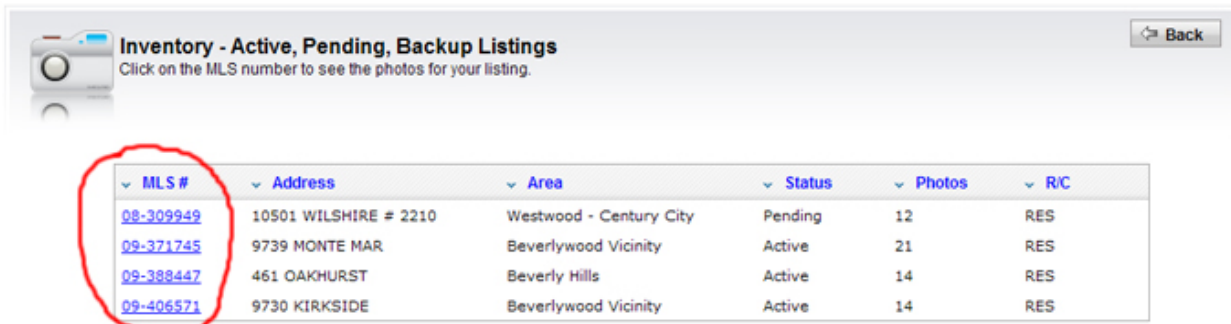 Back
Inventory - Active, Pending, Backup Listings
Click on the MLS number to see the photos for your listing.
MLS # Address Area Status Photos R/C
08-309949 10501 WILSHIRE # 2210 Westwood - Century City Pending 12 RES
09-371745 9739 MONTE MAR Beverlywood Vicinity Active 21 RES
09-388447 461 OAKHURST Beverly Hills Active 14 RES
09-406571 9730 KIRKSIDE Beverlywood Vicinity Active 14 RES